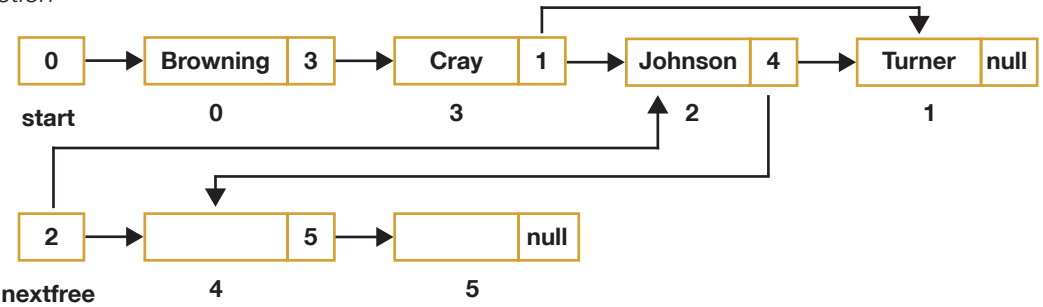 0 Browning 3 Cray 1 Johnson 4 Turner null
start 0 3 2 1
2 5 null
nextfree 4 5